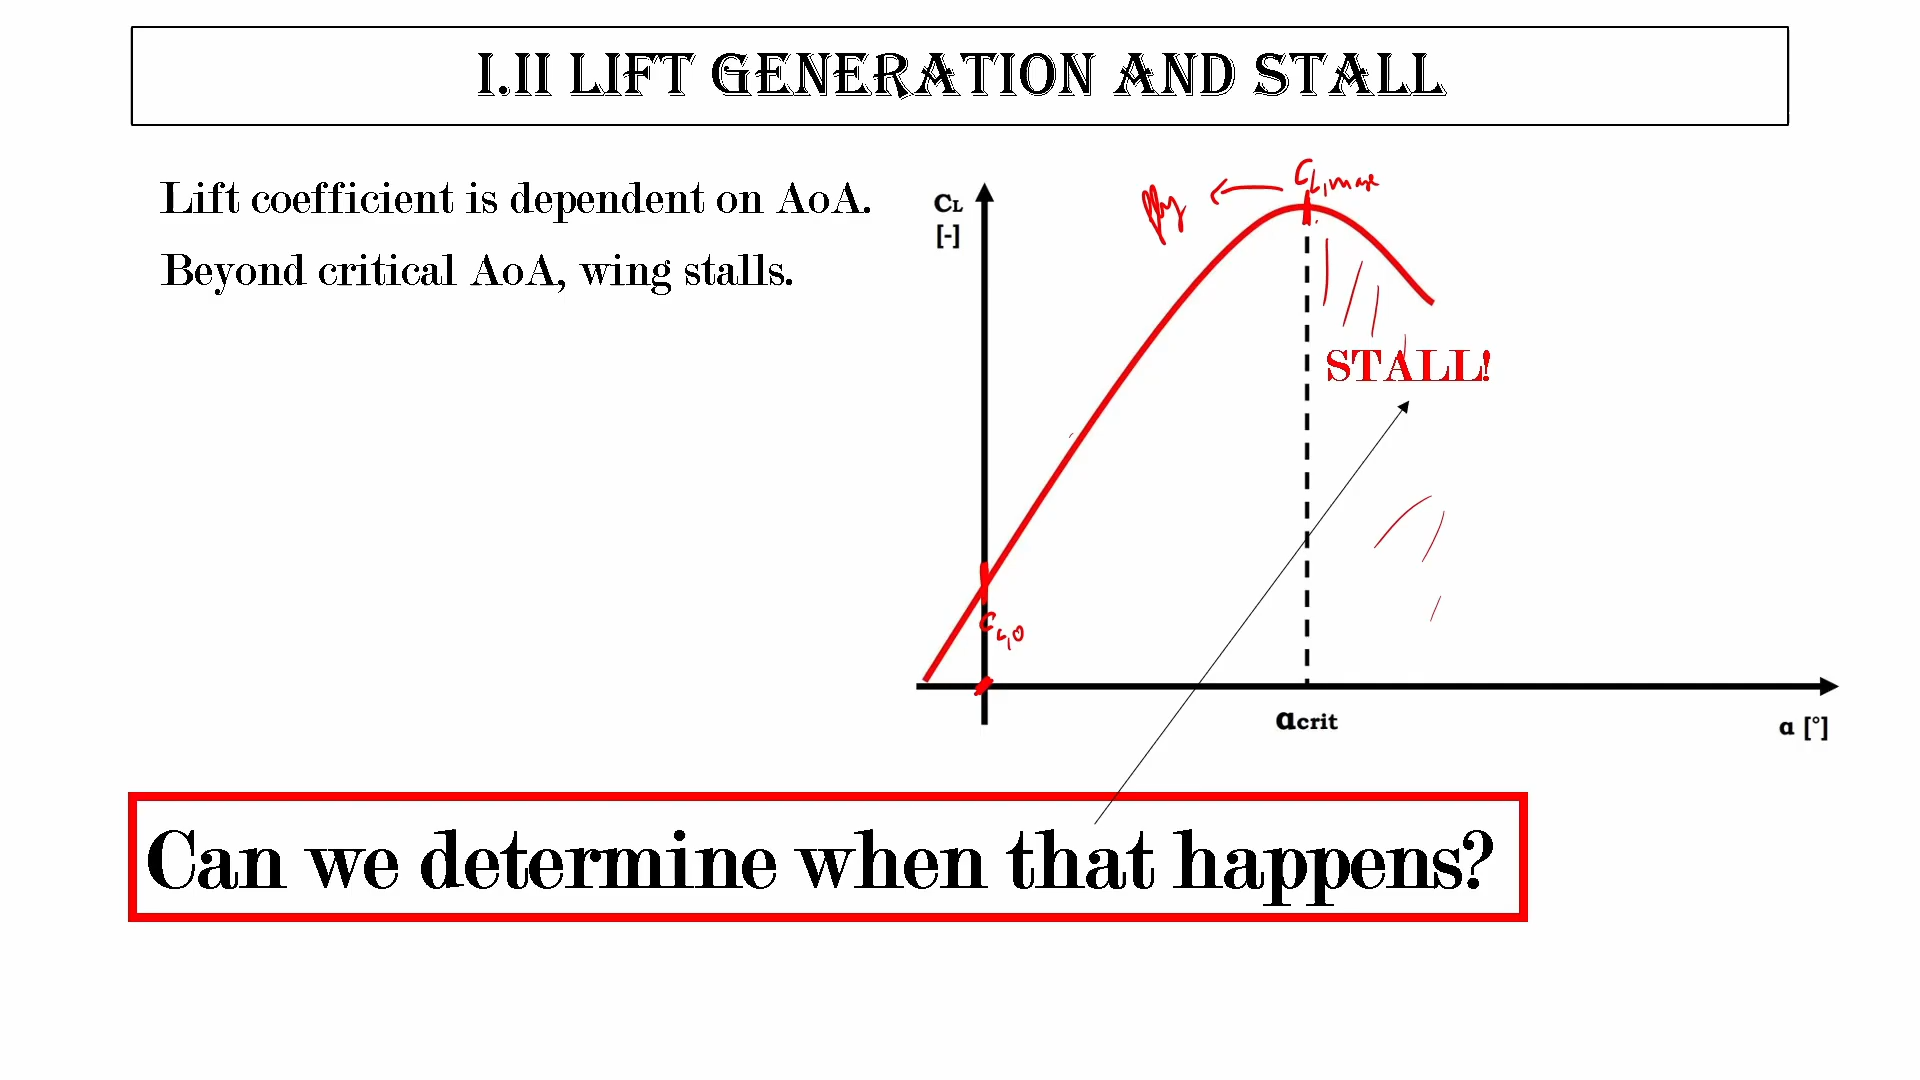 I.II LIFT GENERATION AND STALL
Lift coefficient is dependent on AoA.
Beyond critical AoA, wing stalls.
CL
[-]
CL,max
STALL!
CL,0
αcrit
α [°]
Can we determine when that happens?